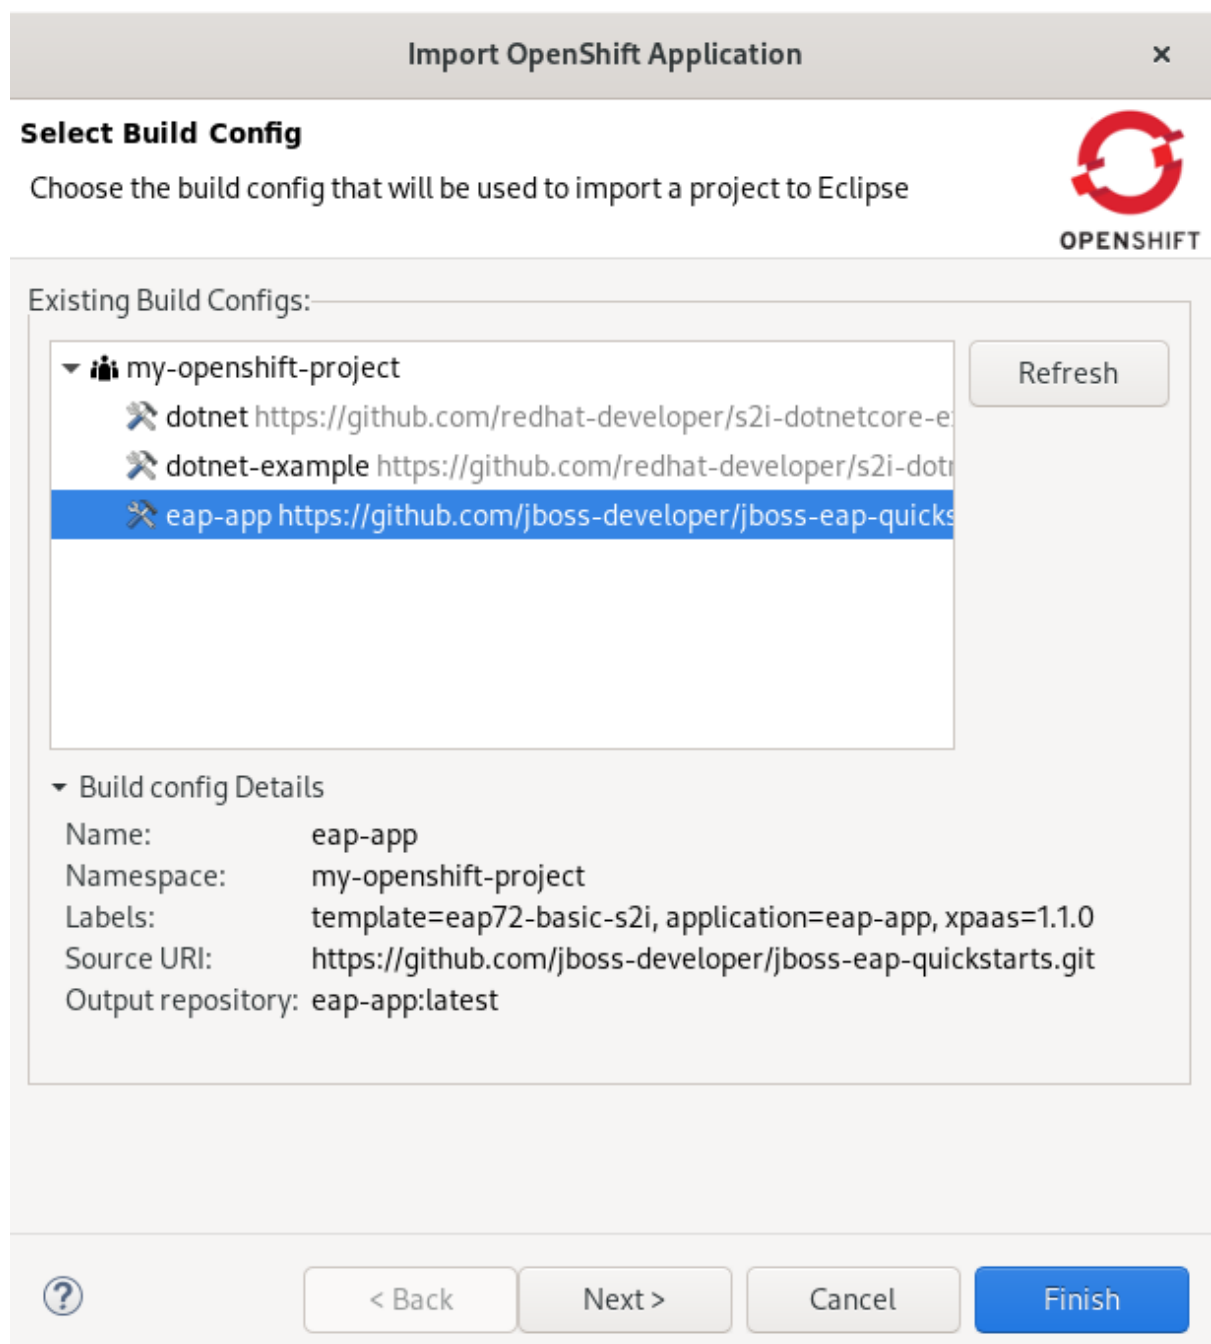 Import OpenShift Application ×
Select Build Config
Choose the build config that will be used to import a project to Eclipse
OPENSHIFT
Existing Build Configs:
my-openshift-project
Refresh
dotnet https://github.com/redhat-developer/s2i-dotnetcore-e
dotnet-example https://github.com/redhat-developer/s2i-dot
eap-app https://github.com/jboss-developer/jboss-eap-quicks
Build config Details
Name: eap-app
Namespace: my-openshift-project
Labels: template=eap72-basic-s2i, application=eap-app, xpaas=1.1.0
Source URI: https://github.com/jboss-developer/jboss-eap-quickstarts.git
Output repository: eap-app:latest
? < Back Next > Cancel Finish